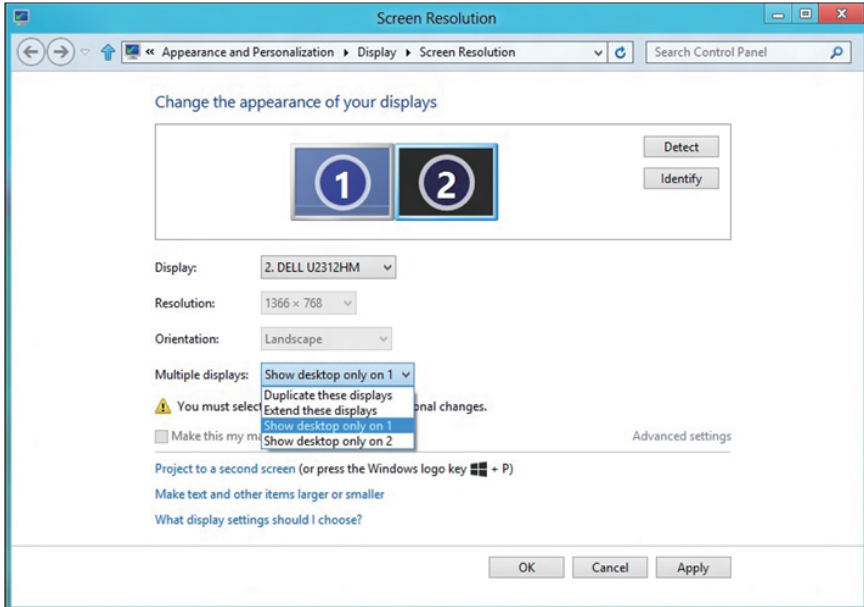 Screen Resolution
« Appearance and Personalization Display Screen Resolution Search Control Panel
Change the appearance of your displays
1 2
Detect
Identify
Display: 2. DELL U2312HM
Resolution: 1366 × 768
Orientation: Landscape
Multiple displays: Show desktop only on 1
Duplicate these displays
You must selec onal changes.
Extend these displays
Show desktop only on 1
Make this my ma Advanced settings
Show desktop only on 2
Project to a second screen (or press the Windows logo key + P)
Make text and other items larger or smaller
What display settings should I choose?
OK Cancel Apply